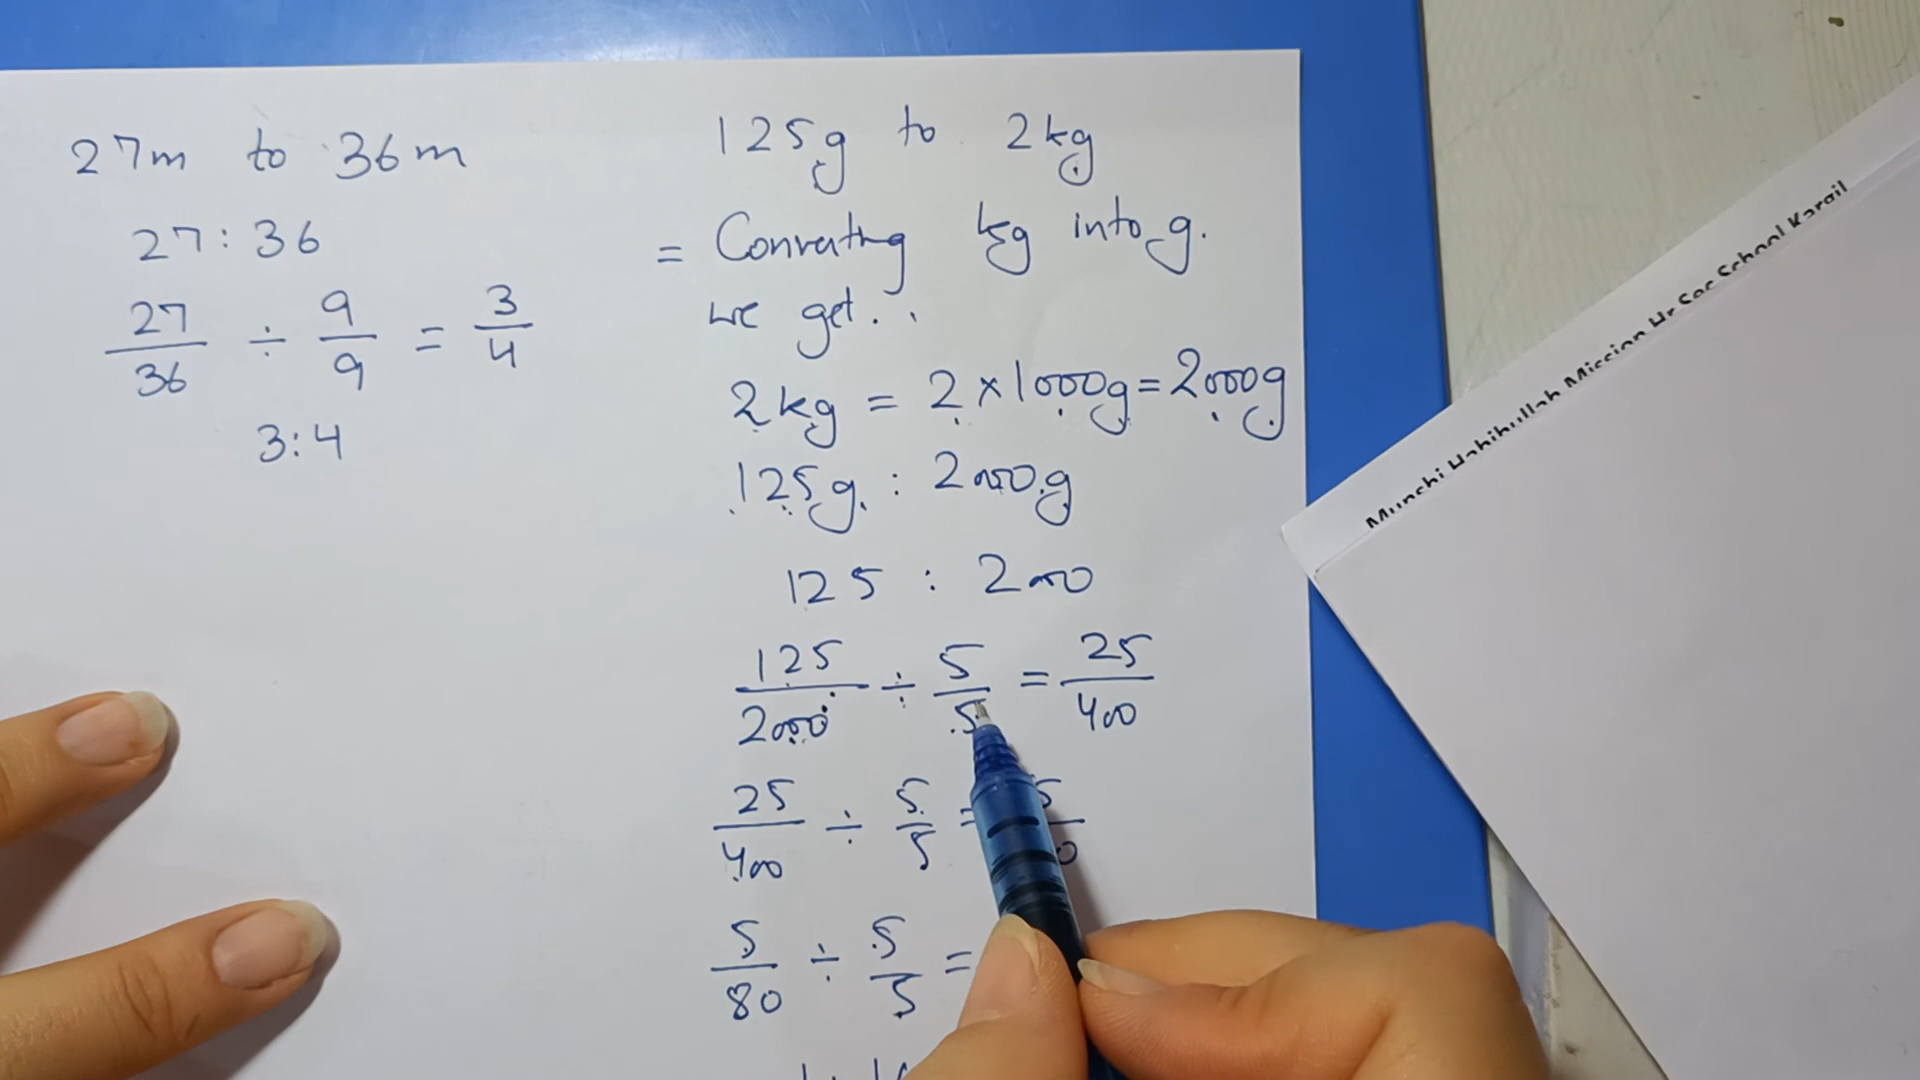 27m to 36m
27:36
27/36 ÷ 9/9 = 3/4
3:4
125g to 2kg
= Converting kg into g.
we get..
2kg = 2×1000g=2000g
125g : 2000g
125 : 2000
125/2000 ÷ 5/5 = 25/400
25/400 ÷ 5/5 = 5
5/80 ÷ 5/5 =
Munshi Habibullah Mission Hr Sec School Karail